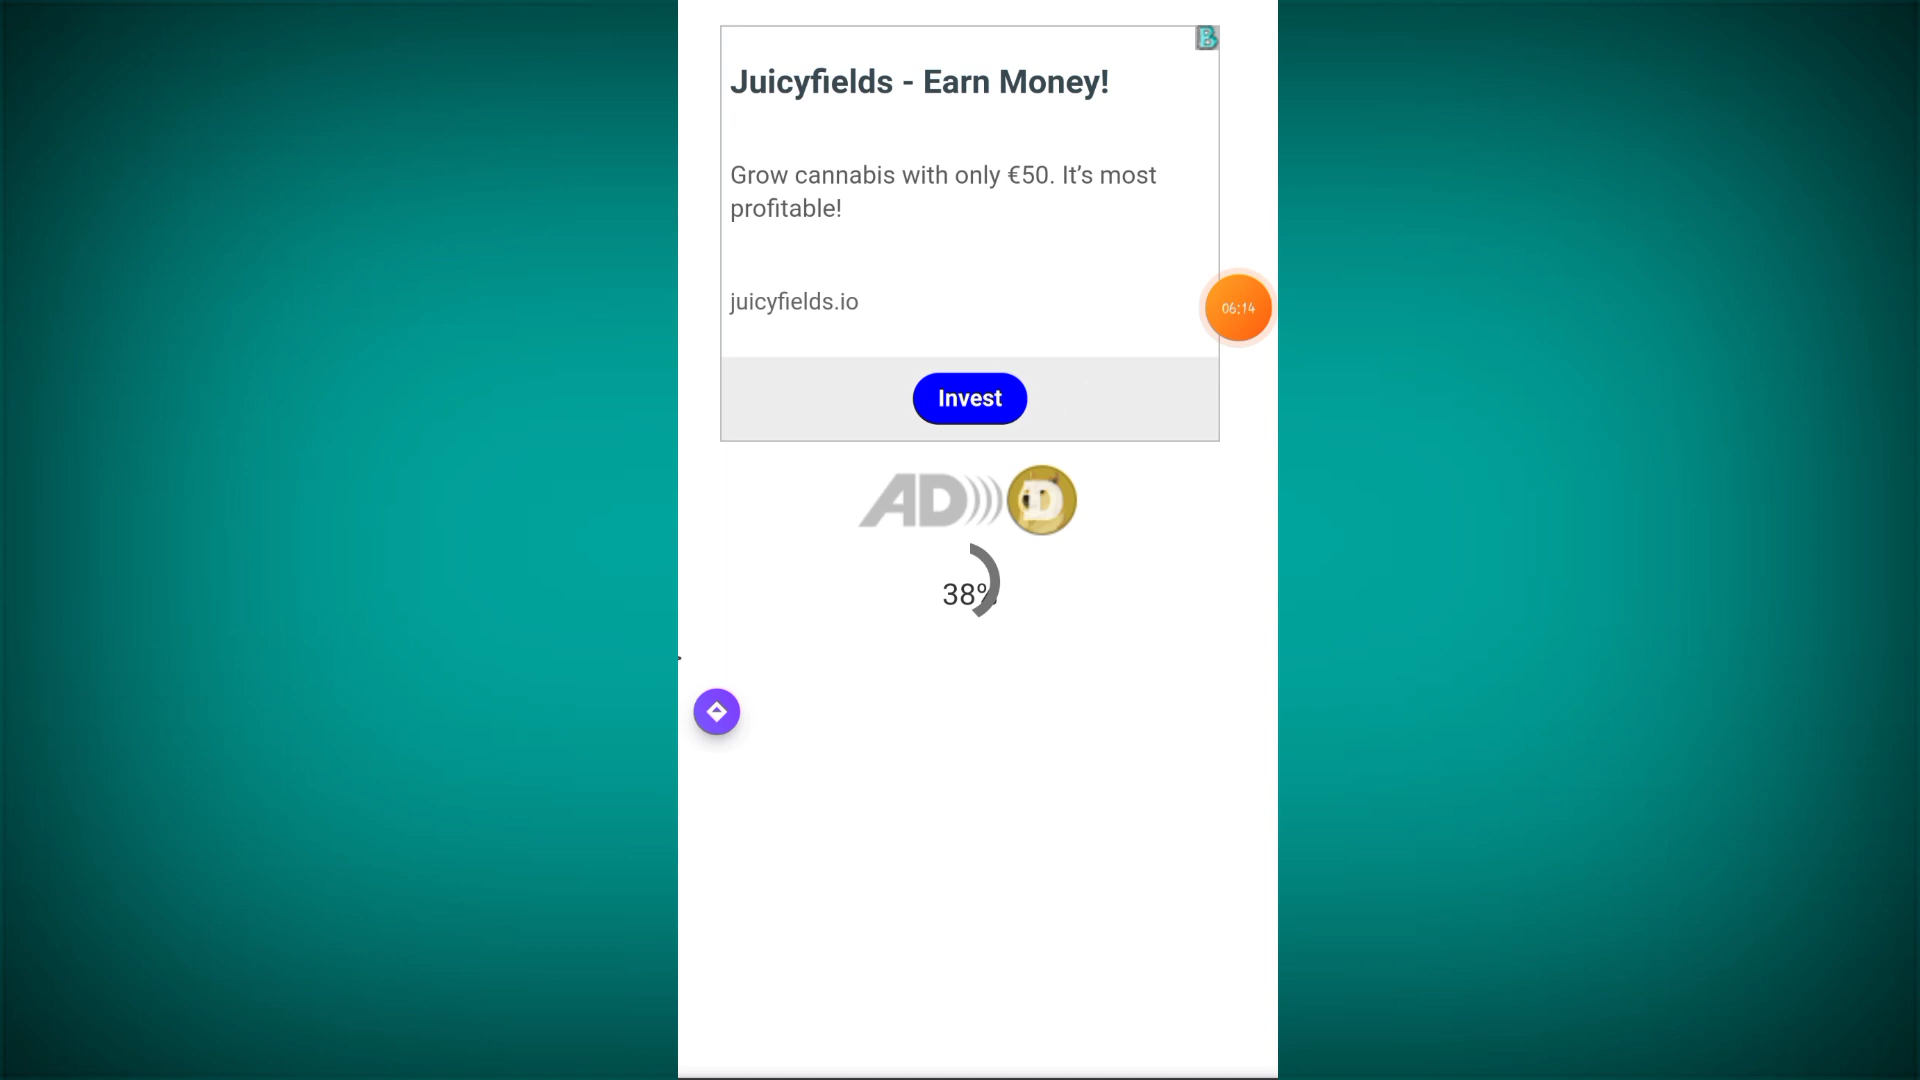 B
Juicyfields - Earn Money!
Grow cannabis with only €50. It’s most
profitable!
juicyfields.io
06:14
Invest
AD
D
38%